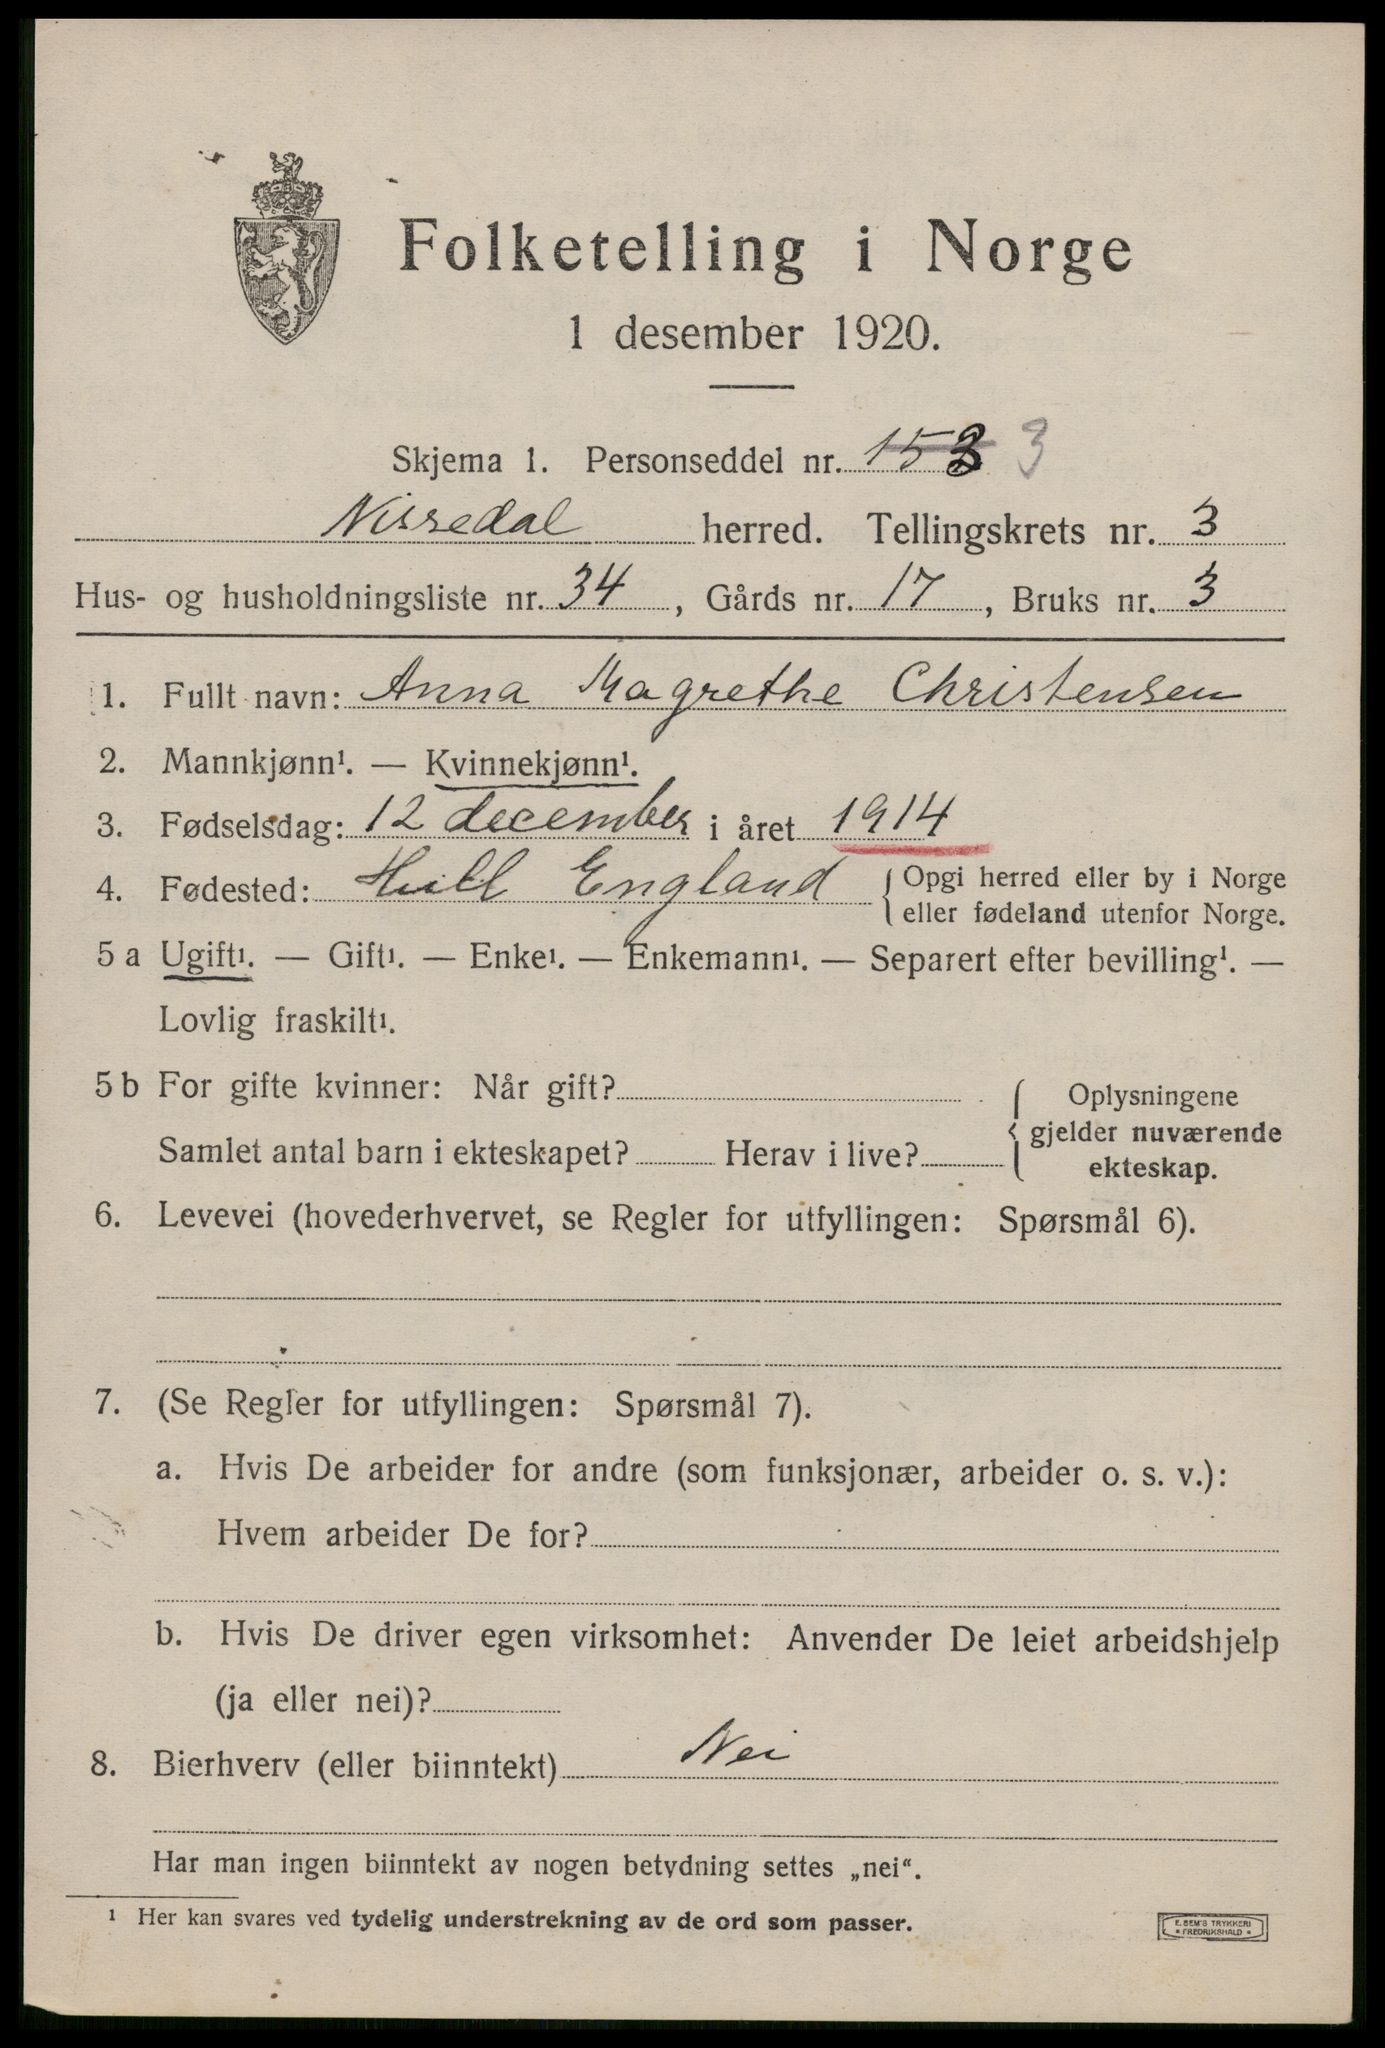 Folketelling i Norge
1 desember 1920.
Skjema 1. Personseddel nr. 153 3
Nissedal herred. Tellingskrets nr. 3
Hus- og husholdningsliste nr. 34, Gårds nr. 17, Bruks nr. 3
1. Fullt navn: Anna Magrethe Christensen
2. Mannkjønn¹. — Kvinnekjønn¹.
3. Fødselsdag: 12 december i året 1914
4. Fødested: Hull England { Opgi herred eller by i Norge
eller fødeland utenfor Norge.
5 a Ugift¹. — Gift¹. — Enke¹. — Enkemann¹. — Separert efter bevilling¹. —
Lovlig fraskilt¹.
5 b For gifte kvinner: Når gift?
Samlet antal barn i ekteskapet? Herav i live?
{ Oplysningene
gjelder nuværende
ekteskap.
6. Levevei (hovederhvervet, se Regler for utfyllingen: Spørsmål 6).
7. (Se Regler for utfyllingen: Spørsmål 7).
a. Hvis De arbeider for andre (som funksjonær, arbeider o. s. v.):
Hvem arbeider De for?
b. Hvis De driver egen virksomhet: Anvender De leiet arbeidshjelp
(ja eller nei)?
8. Bierhverv (eller biinntekt) Nei
Har man ingen biinntekt av nogen betydning settes „nei“.
¹ Her kan svares ved tydelig understrekning av de ord som passer.
E. SEM'S TRYKKERI
* FREDRIKSHALD *